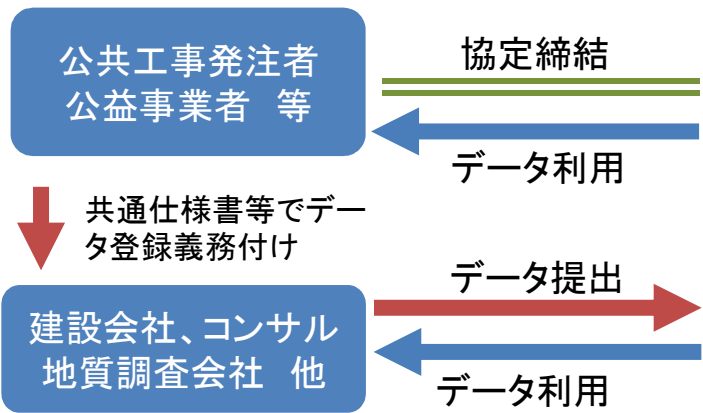 公共工事発注者
公益事業者　等
協定締結
データ利用
共通仕様書等でデー
タ登録義務付け
建設会社、コンサル
地質調査会社　他
データ提出
データ利用